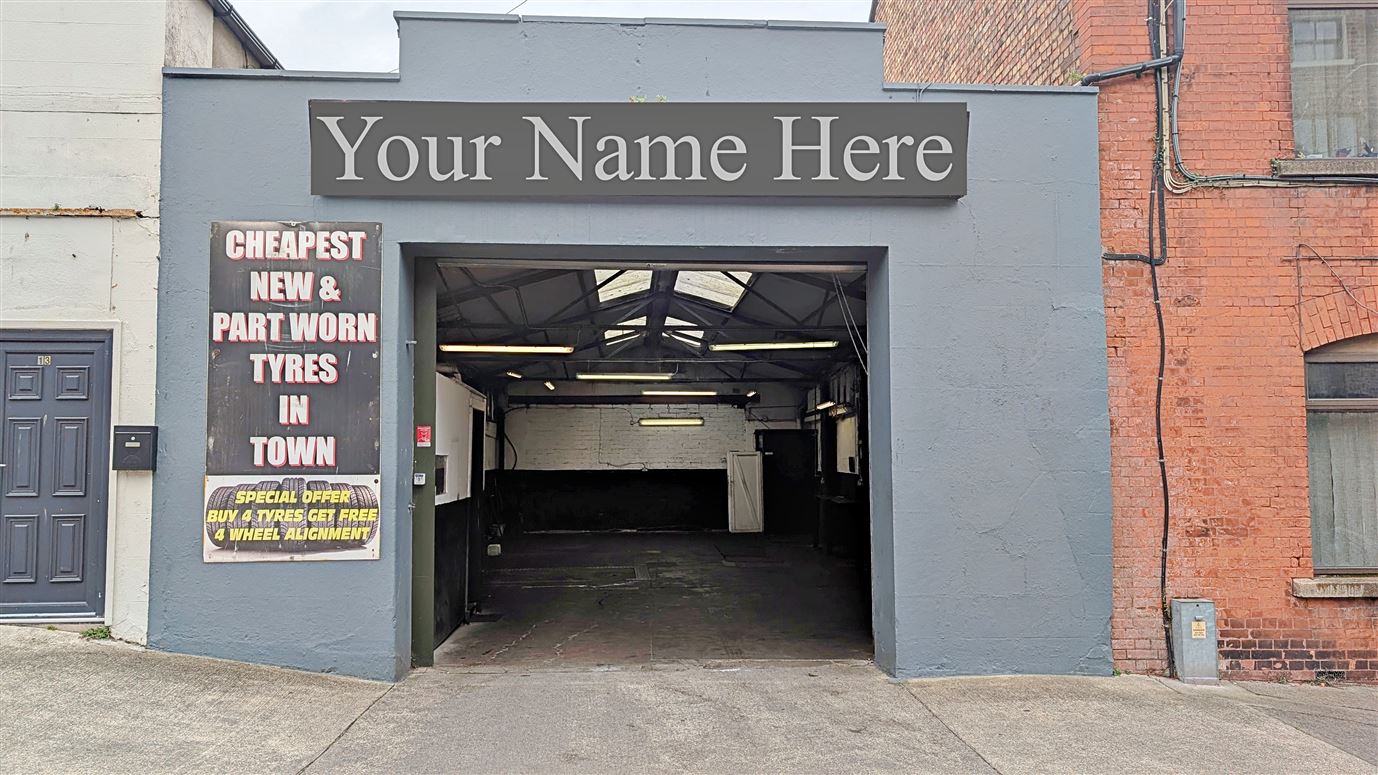 Your Name Here
CHEAPEST
NEW &
PART WORN
TYRES
IN
TOWN
SPECIAL OFFER
BUY 4 TYRES GET FREE
4 WHEEL ALIGNMENT
13